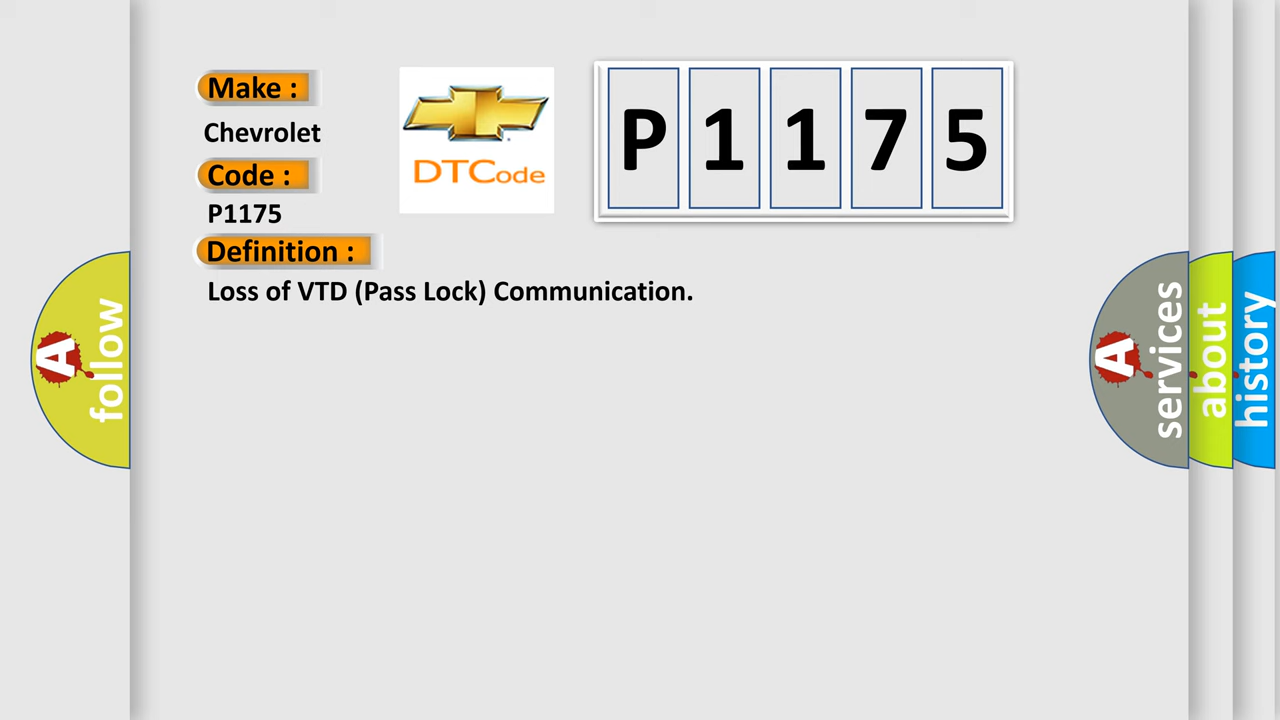 Make :
Chevrolet
Code :
P1175
Definition :
Loss of VTD (Pass Lock) Communication.
DTCode
P 1 1 7 5
A follow
A services
about
history